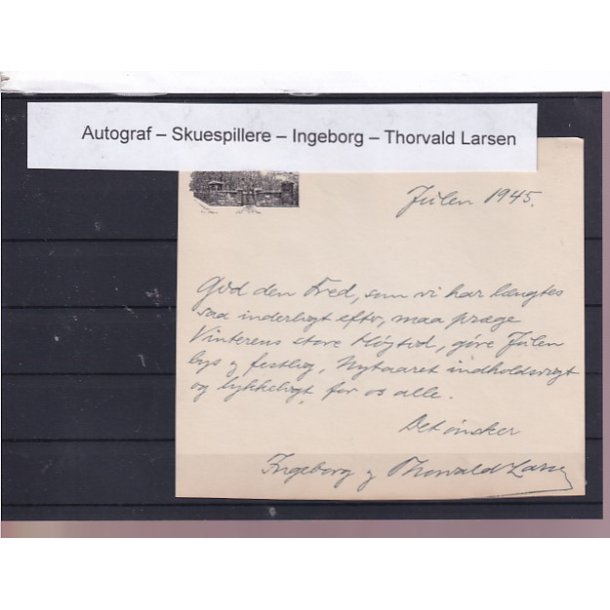 Autograf – Skuespillere – Ingeborg – Thorvald Larsen
Julen 1945.
Gid den Fred, som vi har længtes
saa inderligt efter, maa præge
Vinterens store Højtid, gøre Julen
lys og festlig, Nytaaret indholdsrigt
og lykkeligt for os alle.
Det ønsker
Ingeborg og Thorvald Larsen